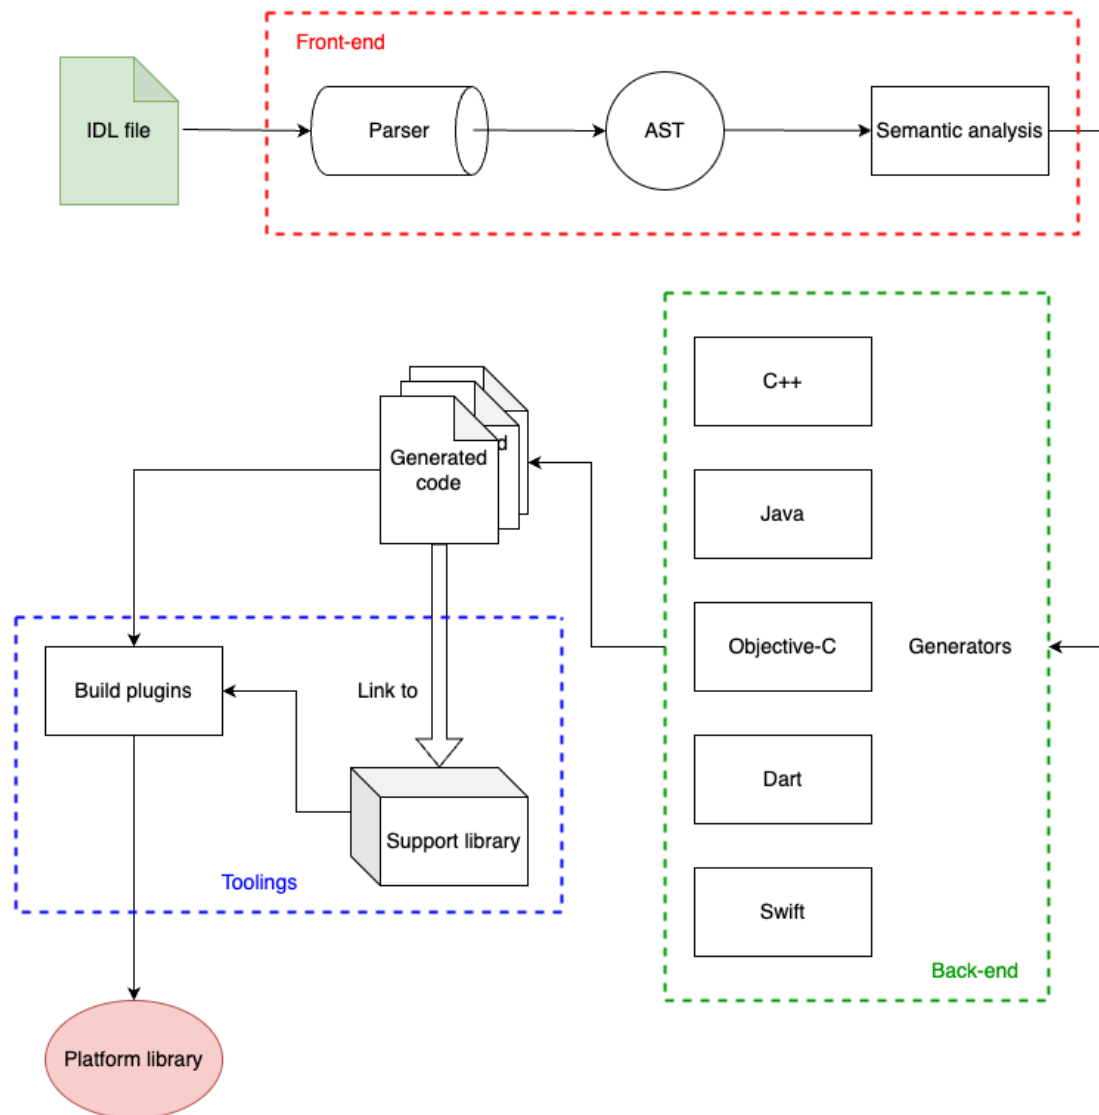 Front-end
IDL file
Parser
AST
Semantic analysis
C++
Java
Objective-C
Generators
Dart
Swift
Back-end
Generated
code
d
Build plugins
Link to
Support library
Toolings
Platform library